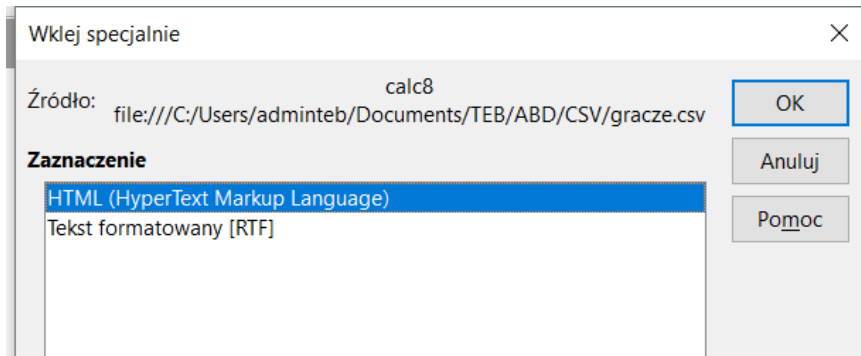 Wklej specjalnie
Źródło:
calc8
file:///C:/Users/adminteb/Documents/TEB/ABD/CSV/gracze.csv
OK
Zaznaczenie
Anuluj
HTML (HyperText Markup Language)
Tekst formatowany [RTF]
Pomoc